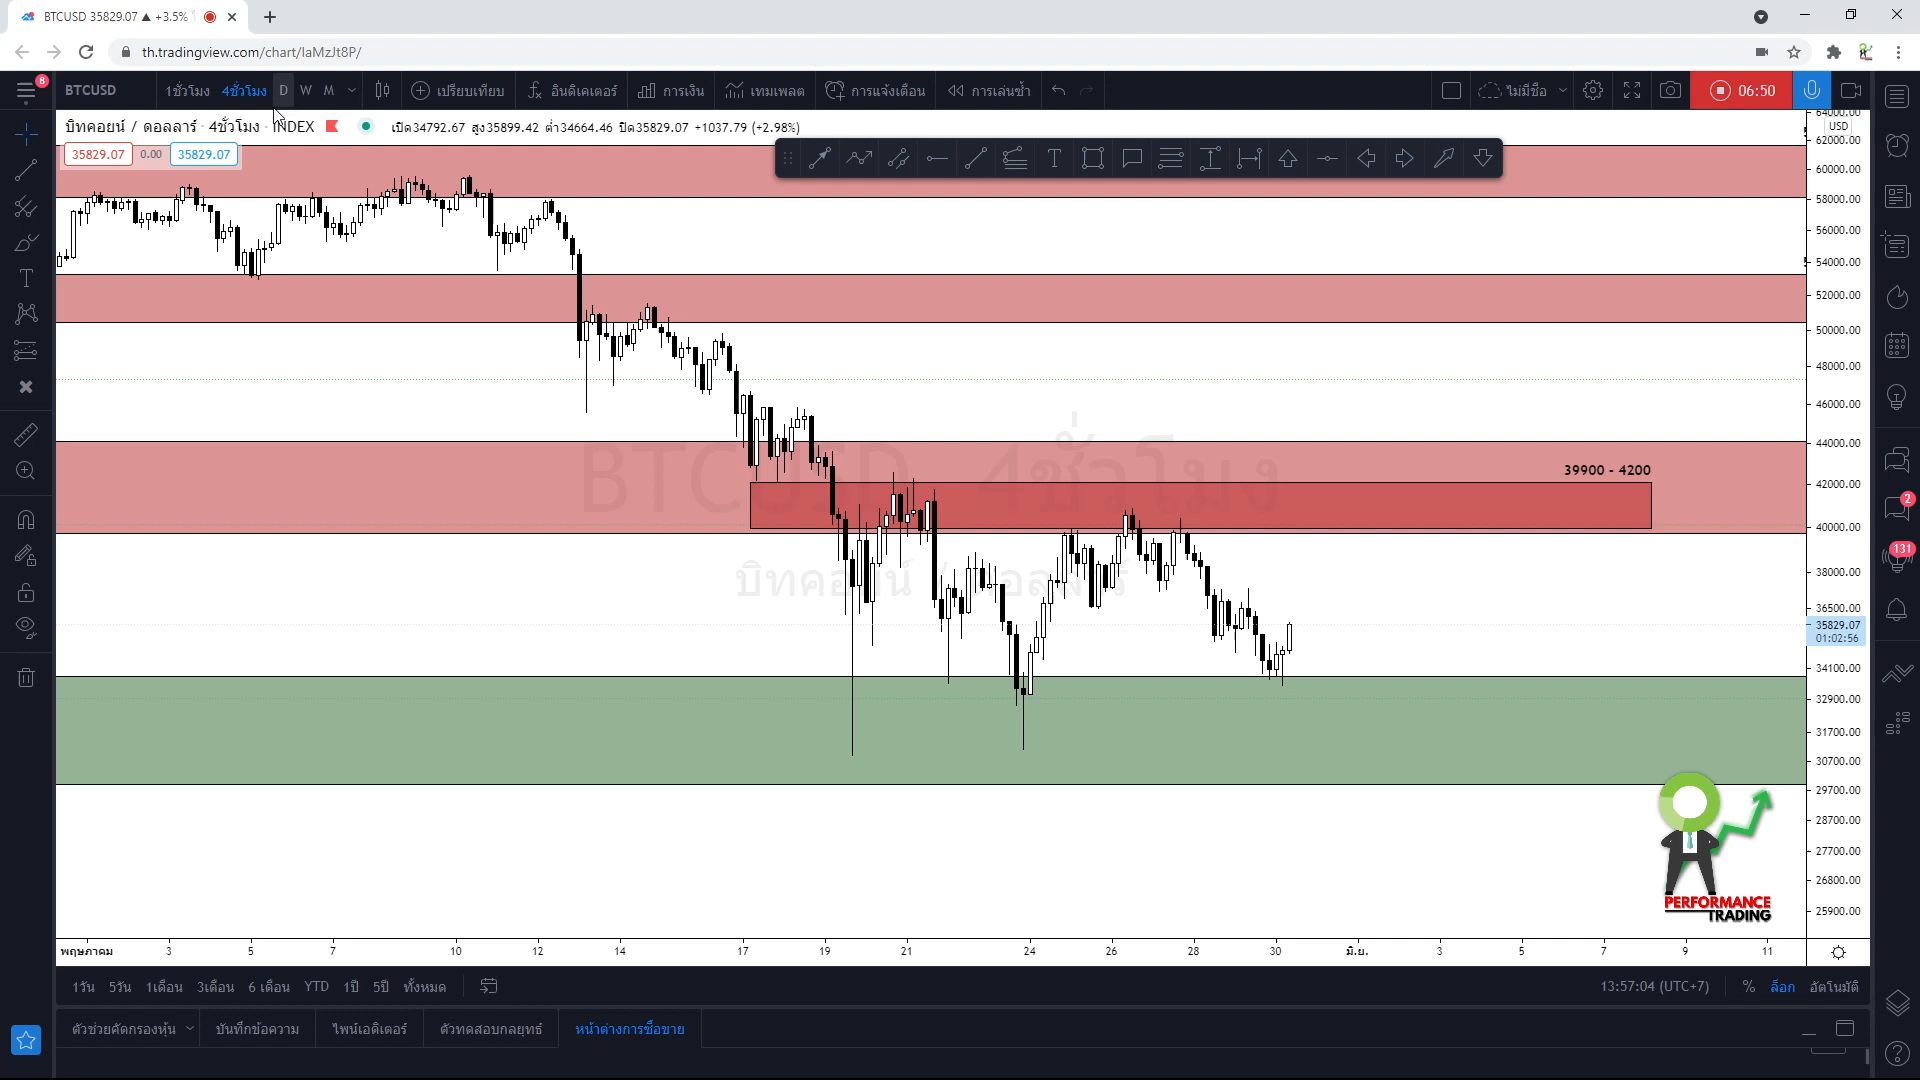 BTCUSD 35829.07 ▲ +3.5%
th.tradingview.com/chart/IaMzJt8P/
8
BTCUSD 1ชั่วโมง 4ชั่วโมง D W M เปรียบเทียบ อินดิเคเตอร์ การเงิน เทมเพลต การแจ้งเตือน การเล่นซ้ำ ไม่มีชื่อ 06:50
บิทคอยน์ / ดอลลาร์ · 4ชั่วโมง · INDEX เปิด34792.67 สูง35899.42 ต่ำ34664.46 ปิด35829.07 +1037.79 (+2.98%)
35829.07 0.00 35829.07
USD
64000.00
62000.00
60000.00
58000.00
56000.00
54000.00
52000.00
50000.00
48000.00
46000.00
44000.00
42000.00
40000.00
38000.00
36500.00
35829.07
01:02:56
34100.00
32900.00
31700.00
30700.00
29700.00
28700.00
27700.00
26800.00
25900.00
BTCUSD, 4ชั่วโมง
บิทคอยน์ / ดอลลาร์
39900 - 4200
2
131
PERFORMANCE
TRADING
พฤษภาคม 3 5 7 10 12 14 17 19 21 24 26 28 30 มิ.ย. 3 5 7 9 11
1วัน 5วัน 1เดือน 3เดือน 6 เดือน YTD 1ปี 5ปี ทั้งหมด 13:57:04 (UTC+7) % ล็อก อัตโนมัติ
ตัวช่วยคัดกรองหุ้น บันทึกข้อความ ไพน์เอดิเตอร์ ตัวทดสอบกลยุทธ์ หน้าต่างการซื้อขาย